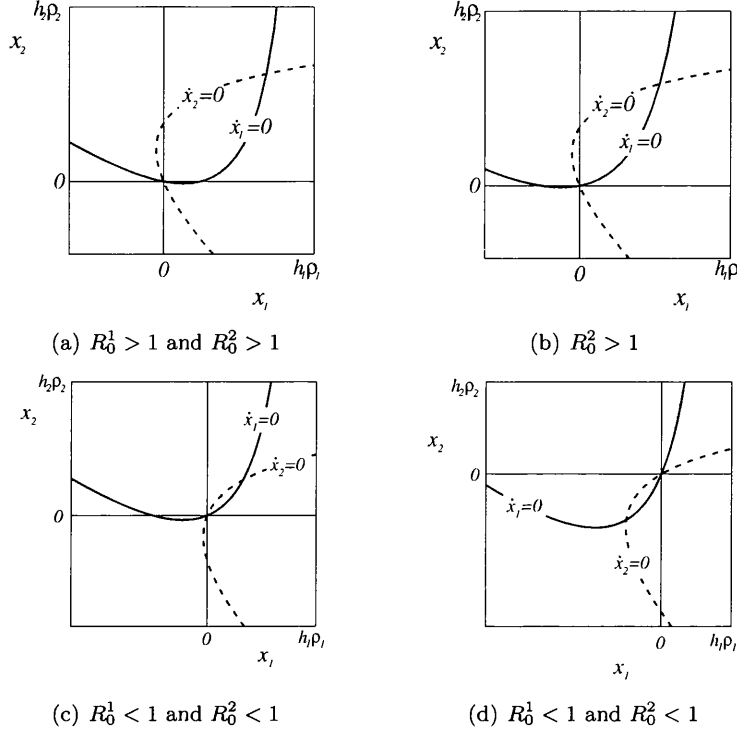 h₂ρ₂
x₂
ẋ₂=0
ẋ₁=0
0
0
h₁ρ₁
x₁
(a) R₀¹ > 1 and R₀² > 1
h₂ρ₂
x₂
ẋ₂=0
ẋ₁=0
0
0
h₁ρ₁
x₁
(b) R₀² > 1
h₂ρ₂
x₂
ẋ₁=0
ẋ₂=0
0
0
h₁ρ₁
x₁
(c) R₀¹ < 1 and R₀² < 1
h₂ρ₂
x₂
0
ẋ₁=0
ẋ₂=0
0
h₁ρ₁
x₁
(d) R₀¹ < 1 and R₀² < 1